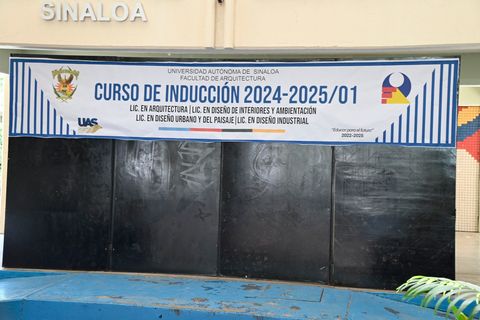 SINALOA
UNIVERSIDAD AUTÓNOMA DE SINALOA
FACULTAD DE ARQUITECTURA
CURSO DE INDUCCIÓN 2024-2025/01
LIC. EN ARQUITECTURA | LIC. EN DISEÑO DE INTERIORES Y AMBIENTACIÓN
LIC. EN DISEÑO URBANO Y DEL PAISAJE | LIC. EN DISEÑO INDUSTRIAL
UAS
"Educar para el futuro"
2022-2025